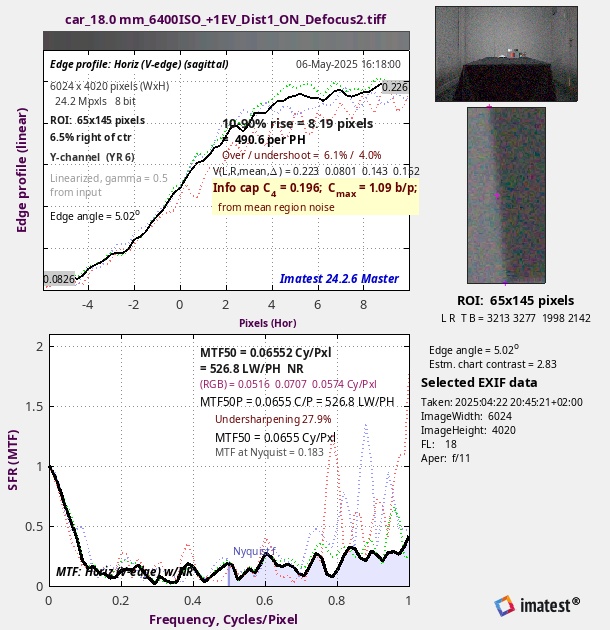 car_18.0 mm_6400ISO_+1EV_Dist1_ON_Defocus2.tiff
Edge profile: Horiz (V-edge) (sagittal)
06-May-2025 16:18:00
6024 x 4020 pixels (WxH)
24.2 Mpxls 8 bit
0.226
ROI: 65x145 pixels
10-90% rise = 8.19 pixels
6.5% right of ctr
= 490.6 per PH
Y-channel (YR 6)
Over / undershoot = 6.1% / 4.0%
V(L,R,mean,Δ) = 0.223 0.0801 0.143 0.152
Linearized, gamma = 0.5
from input
Info cap C4 = 0.196; Cmax = 1.09 b/p;
from mean region noise
Edge angle = 5.02°
0.0826
Imatest 24.2.6 Master
Edge profile (linear)
-4 -2 0 2 4 6 8
Pixels (Hor)
ROI: 65x145 pixels
L R T B = 3213 3277 1998 2142
Edge angle = 5.02°
Estm. chart contrast = 2.83
Selected EXIF data
Taken: 2025:04:22 20:45:21+02:00
ImageWidth: 6024
ImageHeight: 4020
FL: 18
Aper: f/11
MTF50 = 0.06552 Cy/Pxl
= 526.8 LW/PH NR
(RGB) = 0.0516 0.0707 0.0574 Cy/Pxl
MTF50P = 0.0655 C/P = 526.8 LW/PH
Undersharpening 27.9%
MTF50 = 0.0655 Cy/Pxl
MTF at Nyquist = 0.183
Nyquist f
MTF: Horiz (V-edge) w/NR
SFR (MTF)
2
1.5
1
0.5
0
0 0.2 0.4 0.6 0.8 1
Frequency, Cycles/Pixel
imatest®